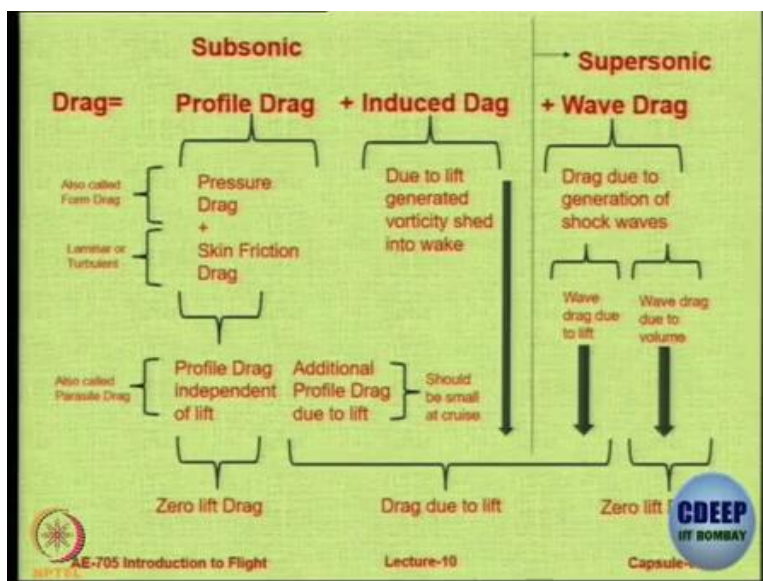 Subsonic
Supersonic
Drag= Profile Drag + Induced Dag + Wave Drag
Also called
Form Drag
Laminar or
Turbulent
Pressure
Drag
+
Skin Friction
Drag
Due to lift
generated
vorticity shed
into wake
Drag due to
generation of
shock waves
Wave
drag due
to lift
Wave drag
due to
volume
Also called
Parasite Drag
Profile Drag
independent
of lift
Additional
Profile Drag
due to lift
Should
be small
at cruise
Zero lift Drag
Drag due to lift
Zero lift
CDEEP
IIT BOMBAY
NPTEL
AE-705 Introduction to Flight
Lecture-10